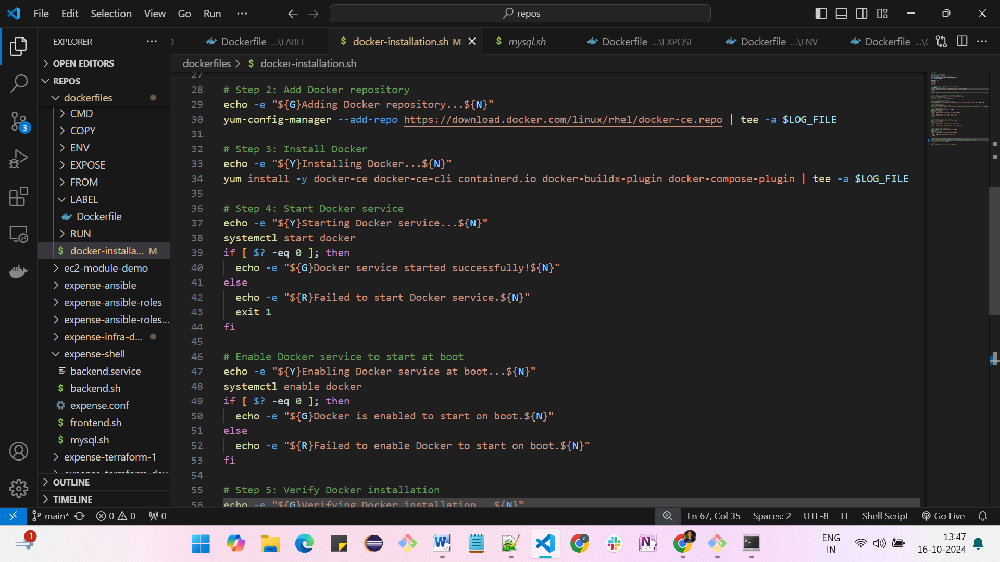 File Edit Selection View Go Run ···
repos
EXPLORER ···
Dockerfile ...\LABEL
$ docker-installation.sh M
$ mysql.sh
Dockerfile ...\EXPOSE
Dockerfile ...\ENV
Dockerfile ...\C
OPEN EDITORS
REPOS
dockerfiles
CMD
COPY
ENV
EXPOSE
FROM
LABEL
Dockerfile
RUN
$ docker-installa... M
ec2-module-demo
expense-ansible
expense-ansible-roles
expense-ansible-roles...
expense-infra-d...
expense-shell
backend.service
$ backend.sh
expense.conf
$ frontend.sh
$ mysql.sh
expense-terraform-1
expense-terraform-dev
OUTLINE
TIMELINE
3
dockerfiles > $ docker-installation.sh
27
28 # Step 2: Add Docker repository
29 echo -e "${G}Adding Docker repository...${N}"
30 yum-config-manager --add-repo https://download.docker.com/linux/rhel/docker-ce.repo | tee -a $LOG_FILE
31
32 # Step 3: Install Docker
33 echo -e "${Y}Installing Docker...${N}"
34 yum install -y docker-ce docker-ce-cli containerd.io docker-buildx-plugin docker-compose-plugin | tee -a $LOG_FILE
35
36 # Step 4: Start Docker service
37 echo -e "${Y}Starting Docker service...${N}"
38 systemctl start docker
39 if [ $? -eq 0 ]; then
40 echo -e "${G}Docker service started successfully!${N}"
41 else
42 echo -e "${R}Failed to start Docker service.${N}"
43 exit 1
44 fi
45
46 # Enable Docker service to start at boot
47 echo -e "${Y}Enabling Docker service at boot...${N}"
48 systemctl enable docker
49 if [ $? -eq 0 ]; then
50 echo -e "${G}Docker is enabled to start on boot.${N}"
51 else
52 echo -e "${R}Failed to enable Docker to start on boot.${N}"
53 fi
54
55 # Step 5: Verify Docker installation
56 echo -e "${G}Verifying Docker installation...${N}"
main* 0 0 0
Ln 67, Col 35 Spaces: 2 UTF-8 LF Shell Script Go Live
1
ENG
IN
13:47
16-10-2024